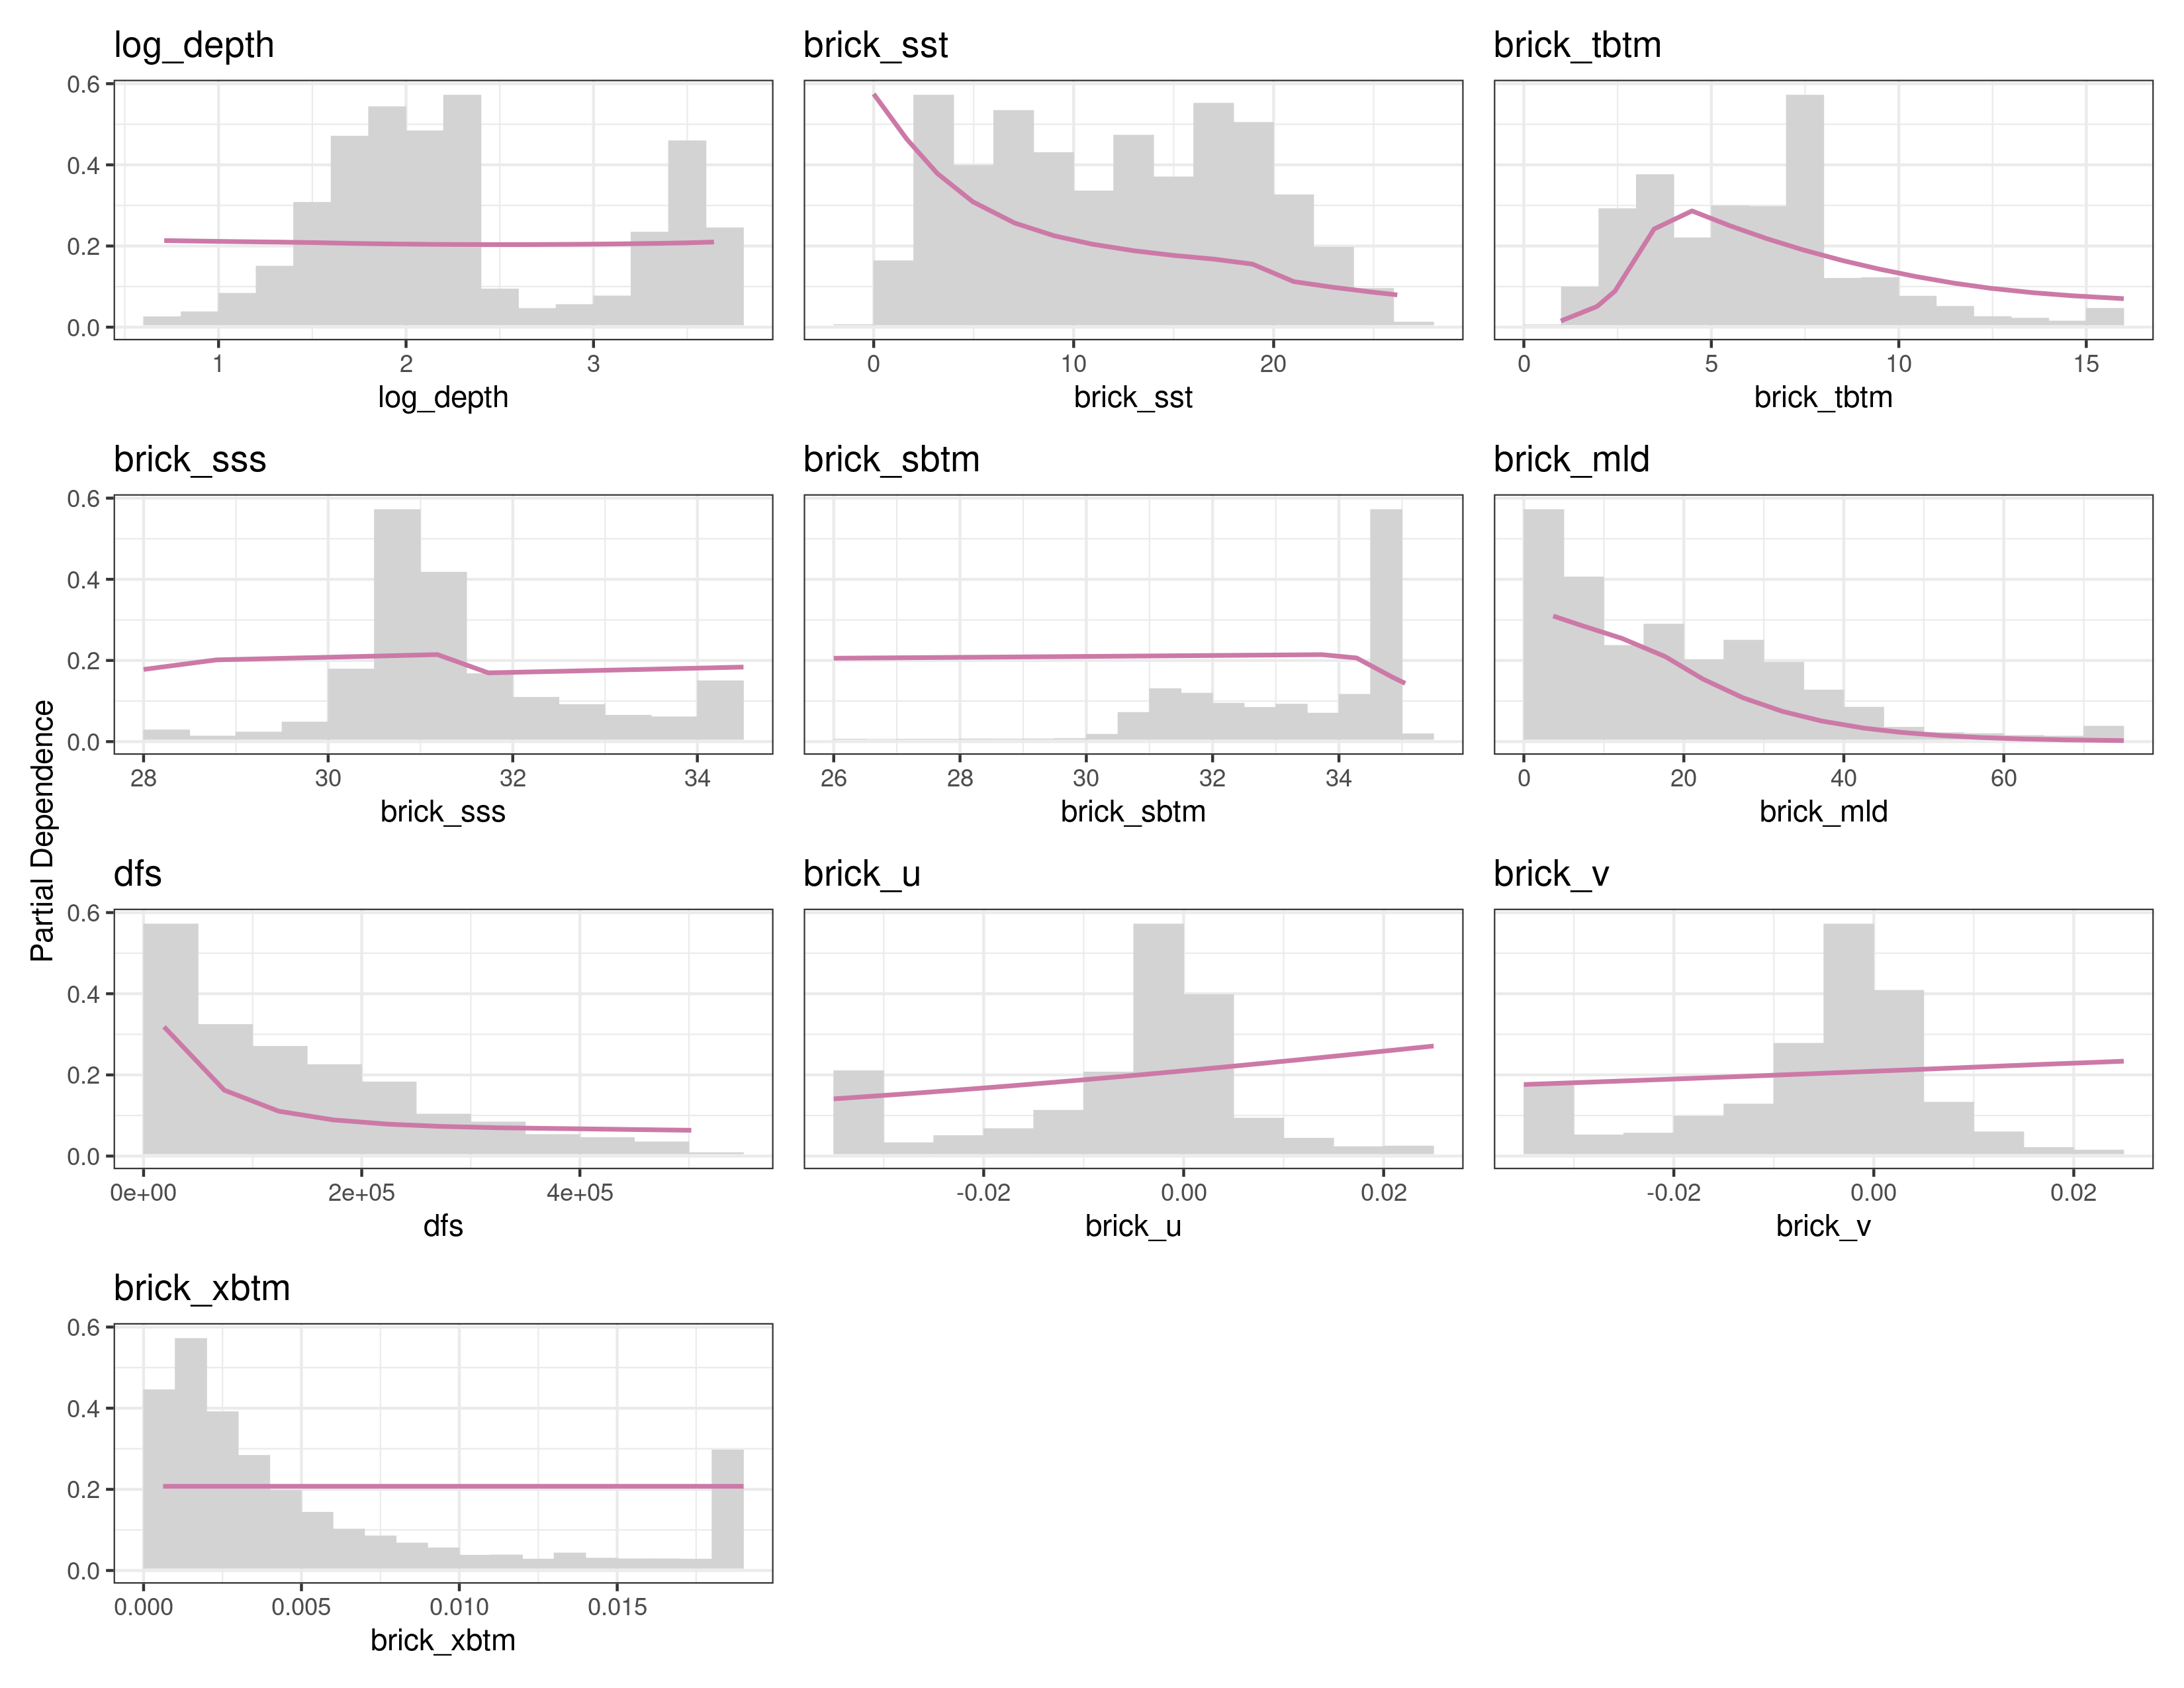 log_depth
brick_sst
brick_tbtm
0.6
0.4
0.2
0.0
1 2 3
0 10 20
0 5 10 15
log_depth
brick_sst
brick_tbtm
brick_sss
brick_sbtm
brick_mld
0.6
0.4
0.2
0.0
28 30 32 34
26 28 30 32 34
0 20 40 60
brick_sss
brick_sbtm
brick_mld
Partial Dependence
dfs
brick_u
brick_v
0.6
0.4
0.2
0.0
0e+00 2e+05 4e+05
-0.02 0.00 0.02
-0.02 0.00 0.02
dfs
brick_u
brick_v
brick_xbtm
0.6
0.4
0.2
0.0
0.000 0.005 0.010 0.015
brick_xbtm